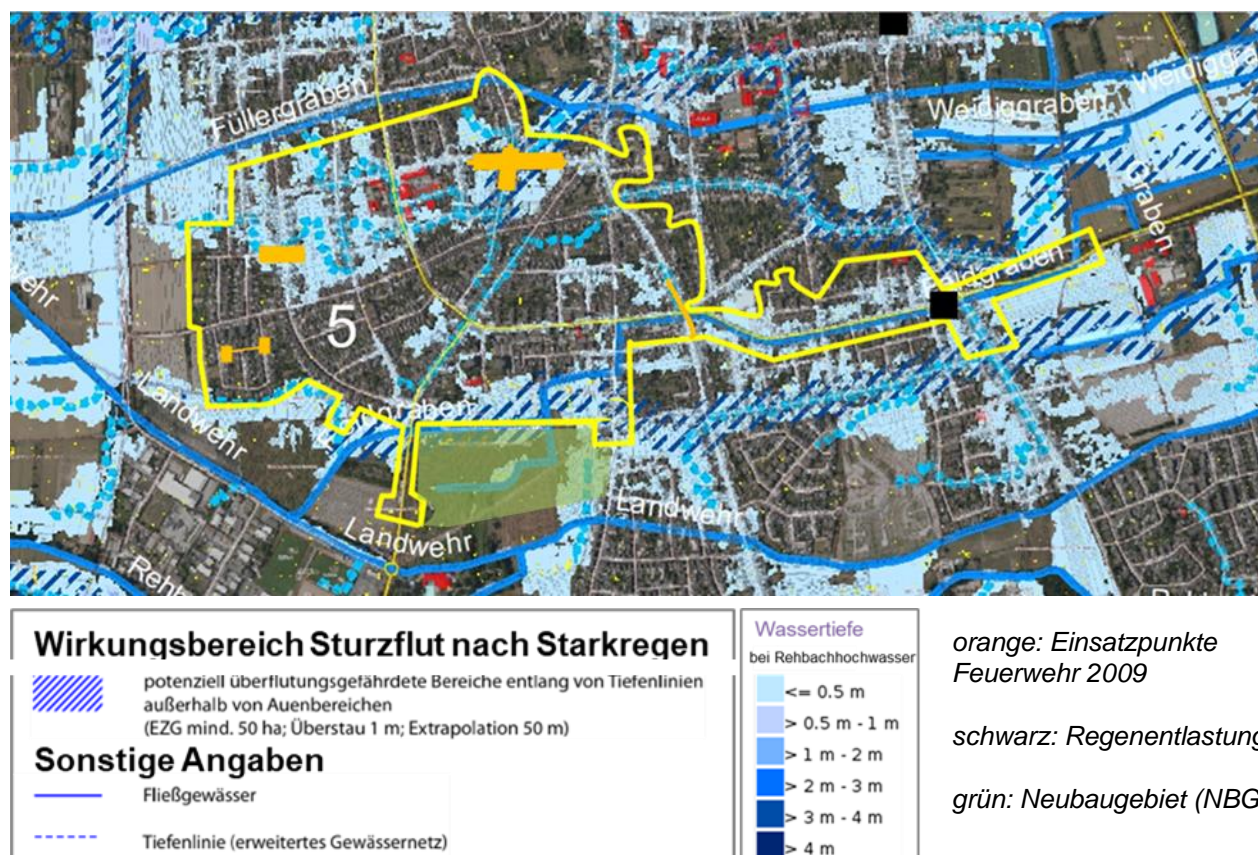 Füllergraben
Weidiggraben
Graben
5
Landwehr
Landwehr
Landwehr
Wirkungsbereich Sturzflut nach Starkregen
potenziell überflutungsgefährdete Bereiche entlang von Tiefenlinien
außerhalb von Auenbereichen
(EZG mind. 50 ha; Überstau 1 m; Extrapolation 50 m)
Sonstige Angaben
Fließgewässer
Tiefenlinie (erweitertes Gewässernetz)
Wassertiefe
bei Rehbachhochwasser
<= 0.5 m
> 0.5 m - 1 m
> 1 m - 2 m
> 2 m - 3 m
> 3 m - 4 m
> 4 m
orange: Einsatzpunkte
Feuerwehr 2009
schwarz: Regenentlastung
grün: Neubaugebiet (NBG